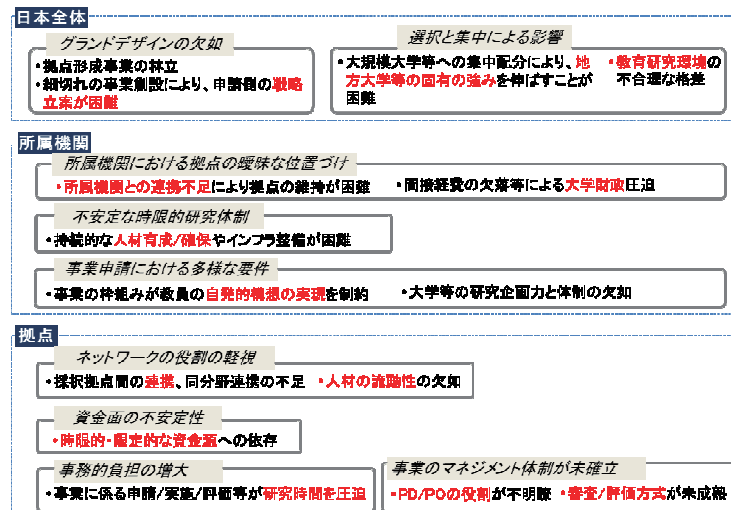 日本全体
グランドデザインの欠如
・拠点形成事業の林立
・細切れの事業創設により、申請側の戦略
立案が困難
選択と集中による影響
・大規模大学等への集中配分により、地
方大学等の固有の強みを伸ばすことが
困難
・教育研究環境の
不合理な格差
所属機関
所属機関における拠点の曖昧な位置づけ
・所属機関との連携不足により拠点の維持が困難
・間接経費の欠落等による大学財政圧迫
不安定な時限的研究体制
・持続的な人材育成/確保やインフラ整備が困難
事業申請における多様な要件
・事業の枠組みが教員の自発的構想の実現を制約
・大学等の研究企画力と体制の欠如
拠点
ネットワークの役割の軽視
・採択拠点間の連携、同分野連携の不足
・人材の流動性の欠如
資金面の不安定性
・時限的・限定的な資金源への依存
事務的負担の増大
・事業に係る申請/実施/評価等が研究時間を圧迫
事業のマネジメント体制が未確立
・PD/POの役割が不明瞭
・審査/評価方式が未成熟